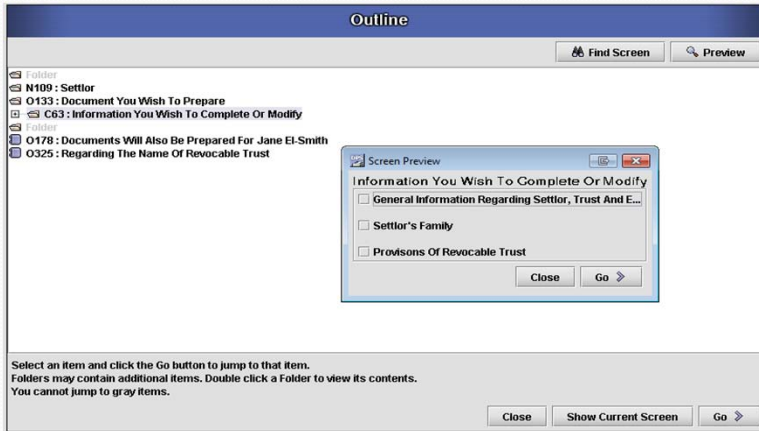 Outline
Find Screen
Preview
Folder
N109 : Settlor
O133 : Document You Wish To Prepare
C63 : Information You Wish To Complete Or Modify
Folder
O178 : Documents Will Also Be Prepared For Jane El-Smith
O325 : Regarding The Name Of Revocable Trust
Screen Preview
Information You Wish To Complete Or Modify
General Information Regarding Settlor, Trust And E...
Settlor's Family
Provisons Of Revocable Trust
Close
Go
Select an item and click the Go button to jump to that item.
Folders may contain additional items. Double click a Folder to view its contents.
You cannot jump to gray items.
Close
Show Current Screen
Go